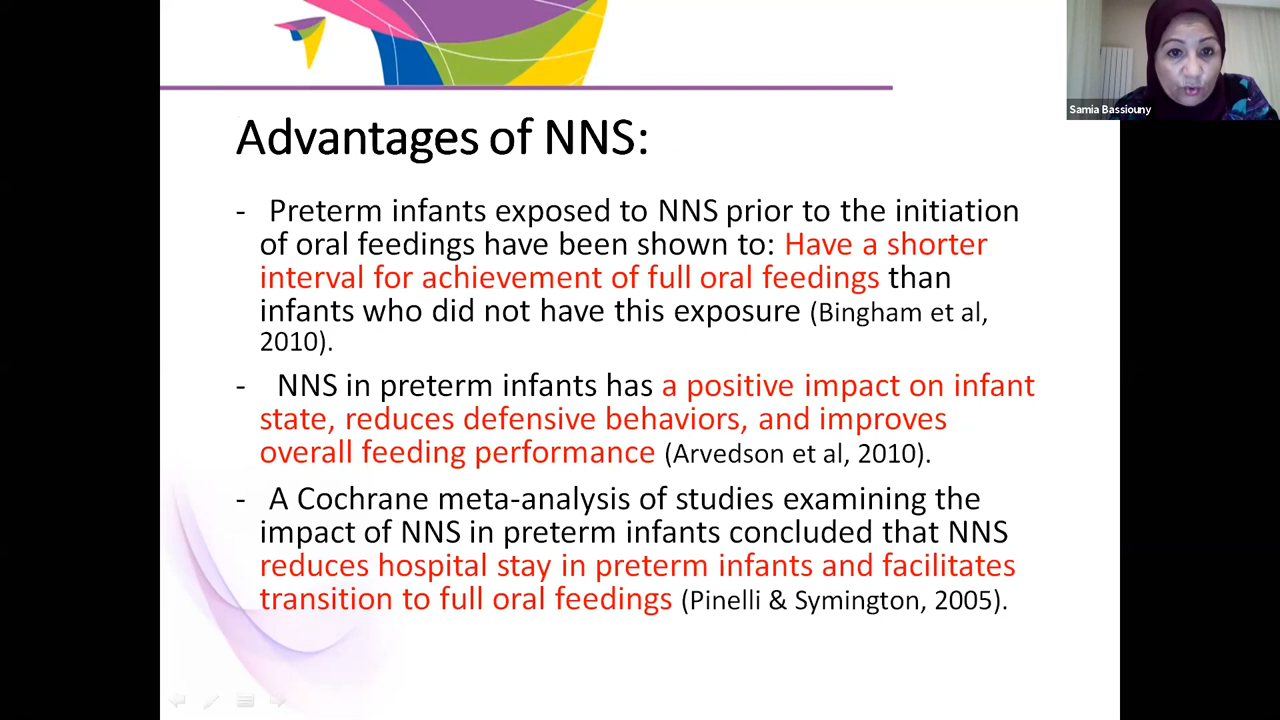 Samia Bassiouny
Advantages of NNS:
- Preterm infants exposed to NNS prior to the initiation
of oral feedings have been shown to: Have a shorter
interval for achievement of full oral feedings than
infants who did not have this exposure (Bingham et al,
2010).
- NNS in preterm infants has a positive impact on infant
state, reduces defensive behaviors, and improves
overall feeding performance (Arvedson et al, 2010).
- A Cochrane meta-analysis of studies examining the
impact of NNS in preterm infants concluded that NNS
reduces hospital stay in preterm infants and facilitates
transition to full oral feedings (Pinelli & Symington, 2005).